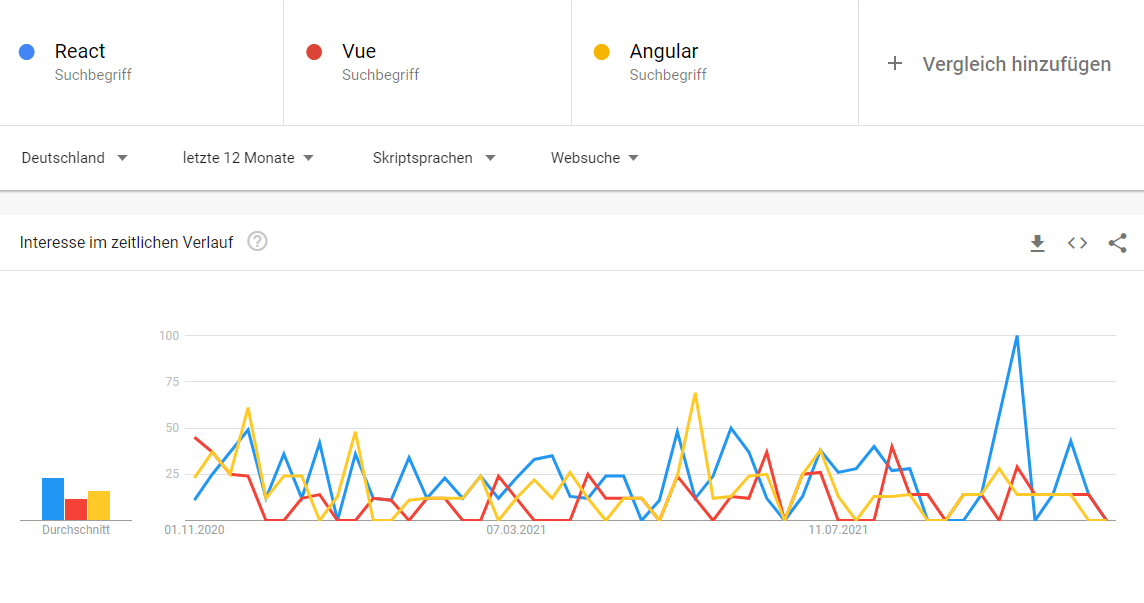 React
Suchbegriff
Vue
Suchbegriff
Angular
Suchbegriff
+ Vergleich hinzufügen
Deutschland
letzte 12 Monate
Skriptsprachen
Websuche
Interesse im zeitlichen Verlauf ?
100
75
50
25
Durchschnitt
01.11.2020
07.03.2021
11.07.2021